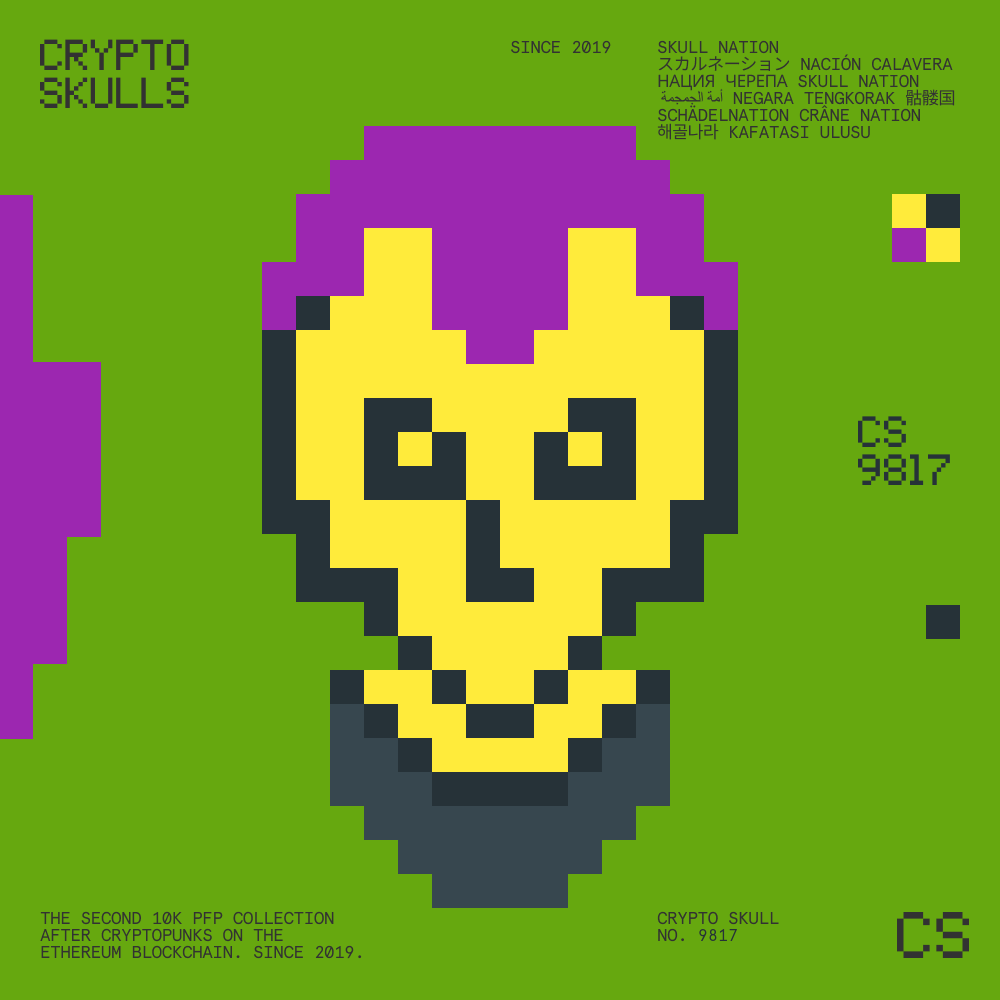 CRYPTO
SKULLS
SINCE 2019
SKULL NATION
スカルネーション NACIÓN CALAVERA
НАЦИЯ ЧЕРЕПА SKULL NATION
أمة الجمجمة NEGARA TENGKORAK 骷髏国
SCHÄDELNATION CRÂNE NATION
해골나라 KAFATASI ULUSU
CS
9817
THE SECOND 10K PFP COLLECTION
AFTER CRYPTOPUNKS ON THE
ETHEREUM BLOCKCHAIN. SINCE 2019.
CRYPTO SKULL
NO. 9817
CS